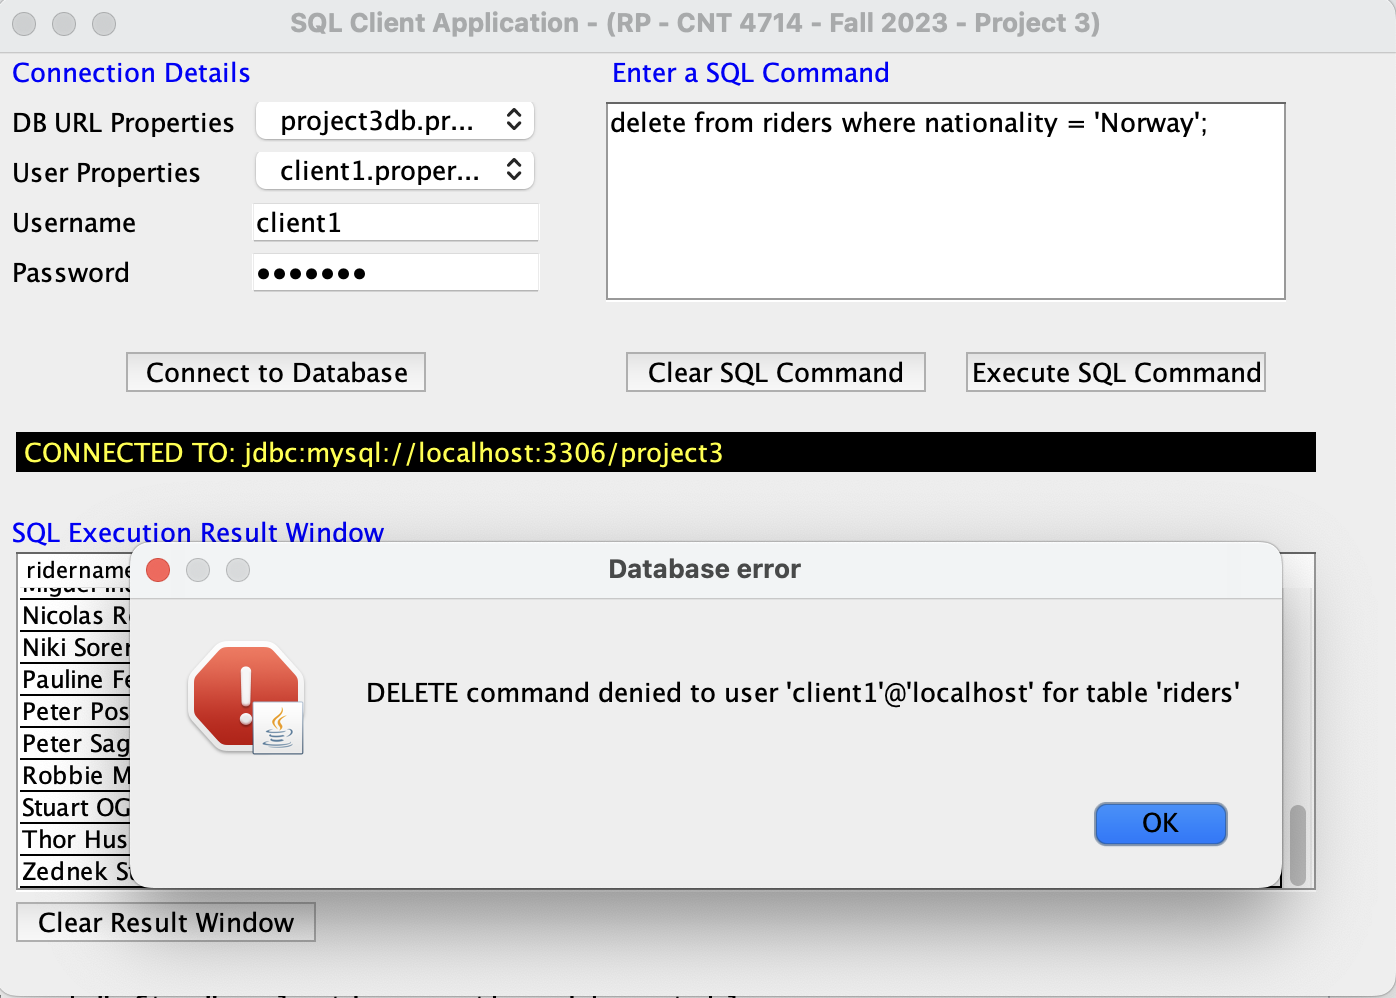 SQL Client Application - (RP - CNT 4714 - Fall 2023 - Project 3)
Connection Details
Enter a SQL Command
DB URL Properties
project3db.pr...
delete from riders where nationality = 'Norway';
User Properties
client1.proper...
Username
client1
Password
Connect to Database
Clear SQL Command
Execute SQL Command
CONNECTED TO: jdbc:mysql://localhost:3306/project3
SQL Execution Result Window
ridername
Database error
Nicolas R
Niki Sorer
Pauline Fe
Peter Pos
Peter Sag
Robbie M
Stuart OG
Thor Hus
Zednek S
DELETE command denied to user 'client1'@'localhost' for table 'riders'
OK
Clear Result Window